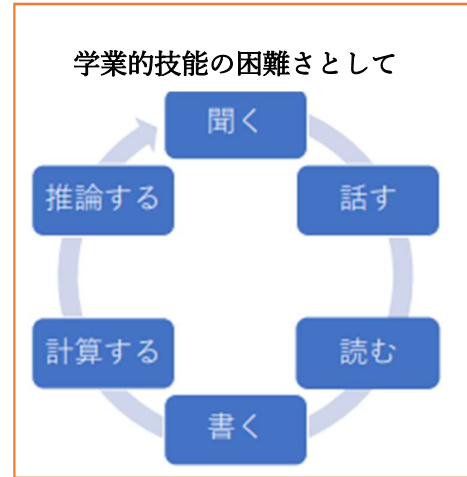 学業的技能の困難さとして
聞く
話す
読む
書く
計算する
推論する